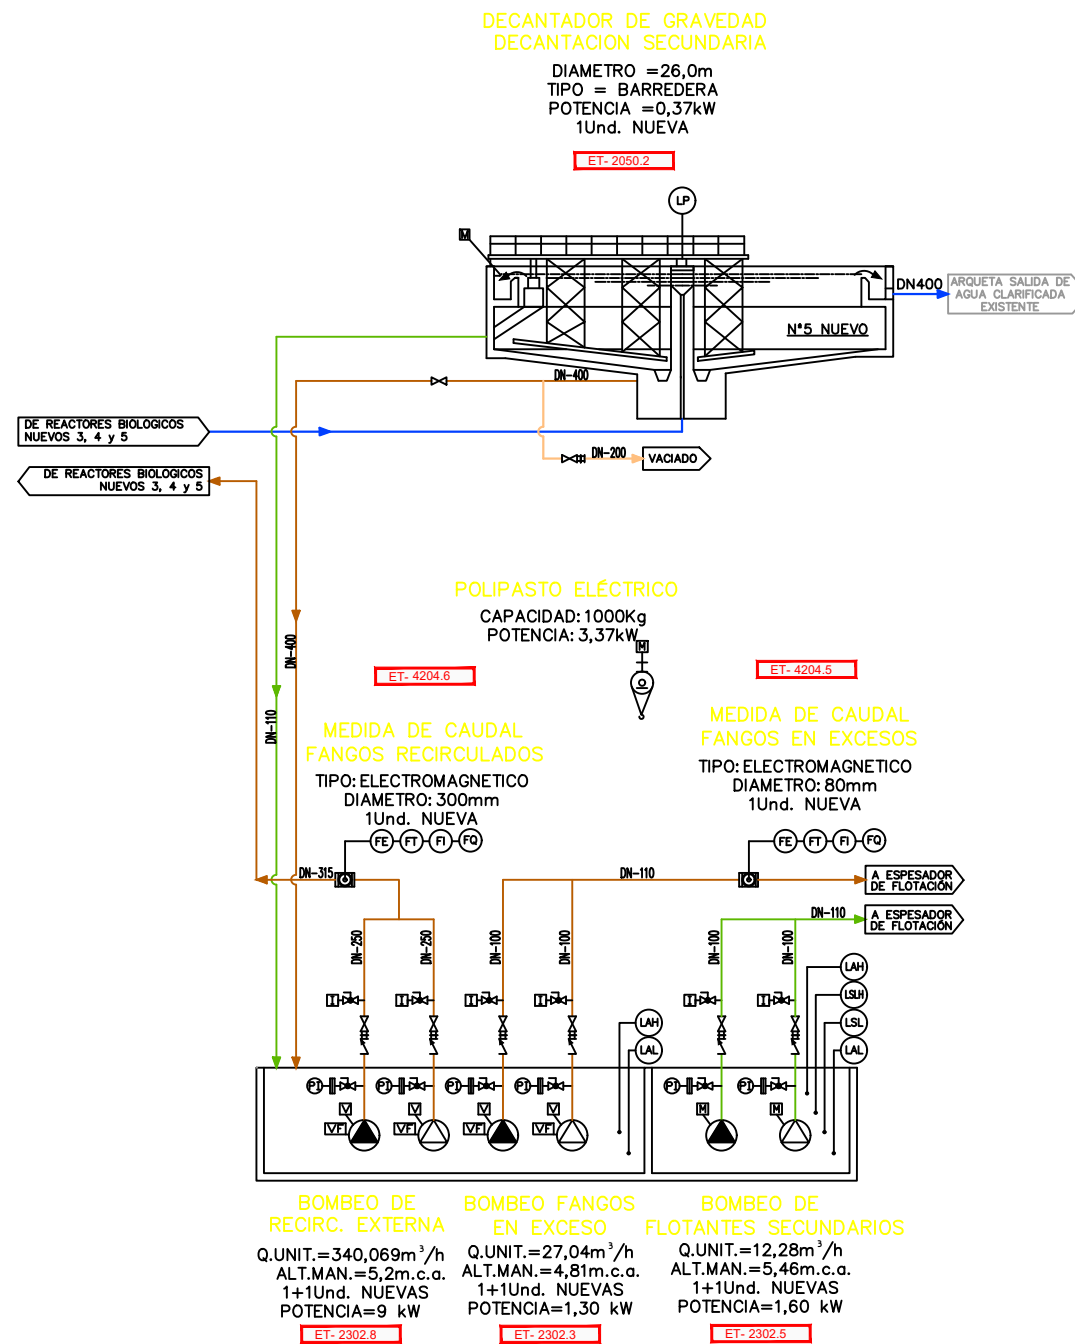 DECANTADOR DE GRAVEDAD
DECANTACION SECUNDARIA
DIAMETRO =26,0m
TIPO = BARREDERA
POTENCIA =0,37kW
1Und. NUEVA
ET- 2050.2
LP
M
DN400
ARQUETA SALIDA DE
AGUA CLARIFICADA
EXISTENTE
Nº5 NUEVO
DN-400
DE REACTORES BIOLOGICOS
NUEVOS 3, 4 y 5
DN-200
VACIADO
DE REACTORES BIOLOGICOS
NUEVOS 3, 4 y 5
POLIPASTO ELÉCTRICO
CAPACIDAD: 1000Kg
POTENCIA: 3,37kW
M
DN-400
DN-110
ET- 4204.6
ET- 4204.5
MEDIDA DE CAUDAL
FANGOS RECIRCULADOS
TIPO: ELECTROMAGNETICO
DIAMETRO: 300mm
1Und. NUEVA
FE FT FI FQ
MEDIDA DE CAUDAL
FANGOS EN EXCESOS
TIPO: ELECTROMAGNETICO
DIAMETRO: 80mm
1Und. NUEVA
FE FT FI FQ
DN-315
DN-110
A ESPESADOR
DE FLOTACIÓN
DN-110
A ESPESADOR
DE FLOTACIÓN
DN-250
DN-250
DN-100
DN-100
DN-100
DN-100
I I I I I I
LAH
LAL
LAH
LSLH
LSL
LAL
PI PI PI PI PI PI
V V V V M M
VF VF VF VF
BOMBEO DE
RECIRC. EXTERNA
Q.UNIT.=340,069m³/h
ALT.MAN.=5,2m.c.a.
1+1Und. NUEVAS
POTENCIA=9 kW
ET- 2302.8
BOMBEO FANGOS
EN EXCESO
Q.UNIT.=27,04m³/h
ALT.MAN.=4,81m.c.a.
1+1Und. NUEVAS
POTENCIA=1,30 kW
ET- 2302.3
BOMBEO DE
FLOTANTES SECUNDARIOS
Q.UNIT.=12,28m³/h
ALT.MAN.=5,46m.c.a.
1+1Und. NUEVAS
POTENCIA=1,60 kW
ET- 2302.5